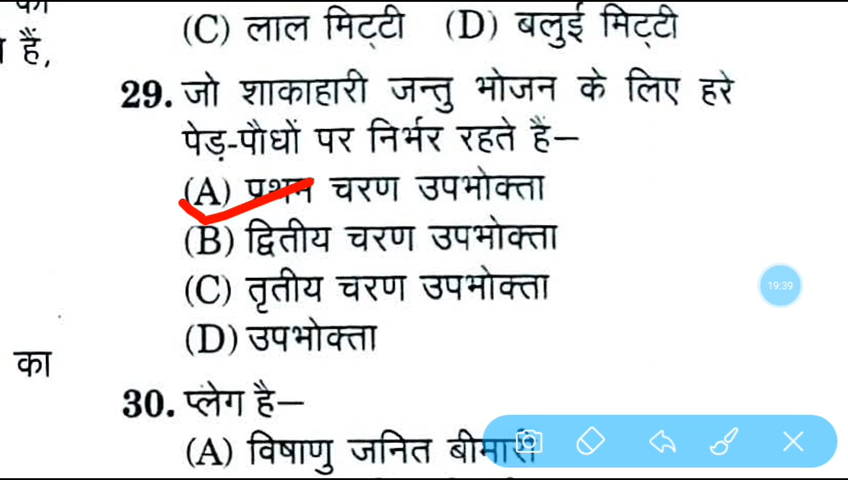 (C) लाल मिट्टी (D) बलुई मिट्टी
हैं,
29. जो शाकाहारी जन्तु भोजन के लिए हरे
पेड़-पौधों पर निर्भर रहते हैं–
(A) प्रथम चरण उपभोक्ता
(B) द्वितीय चरण उपभोक्ता
(C) तृतीय चरण उपभोक्ता
19:39
(D) उपभोक्ता
का
30. प्लेग है–
(A) विषाणु जनित बीमारी